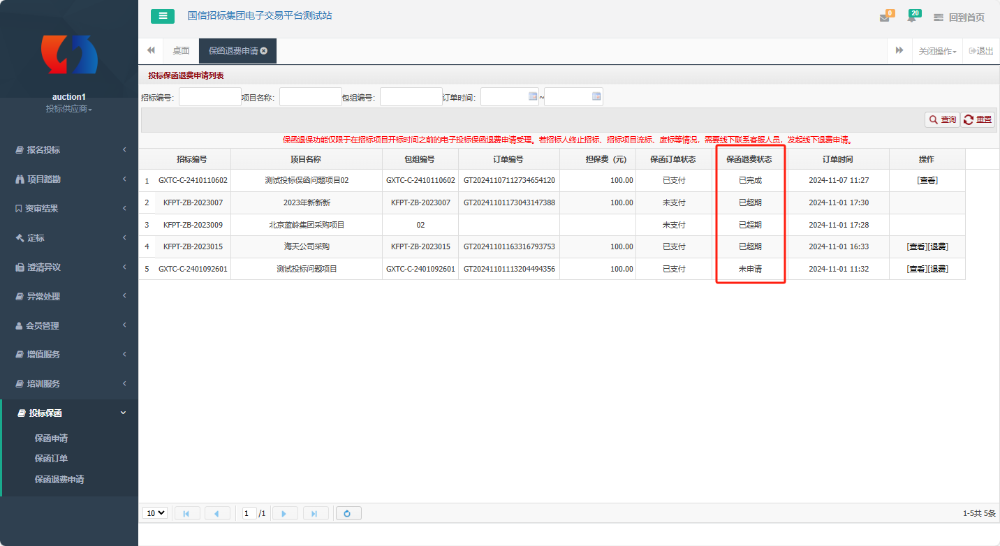 国信招标集团电子交易平台测试站
0
20
回到首页
桌面
保函退费申请
关闭操作
退出
auction1
投标供应商
报名投标
项目踏勘
资审结果
定标
澄清异议
异常处理
会员管理
增值服务
培训服务
投标保函
保函申请
保函订单
保函退费申请
投标保函退费申请列表
招标编号： 项目名称： 包组编号： 订单时间： ~
查询 重置
保函退保功能仅限于在招标项目开标时间之前的电子投标保函退费申请受理。若招标人终止招标、招标项目流标、废标等情况，需要线下联系客服人员，发起线下退费申请。
招标编号 项目名称 包组编号 订单编号 担保费（元） 保函订单状态 保函退费状态 订单时间 操作
1 GXTC-C-2410110602 测试投标保函问题项目02 GXTC-C-2410110602 GT20241107112734654120 100.00 已支付 已完成 2024-11-07 11:27 [查看]
2 KFPT-ZB-2023007 2023年新新新 KFPT-ZB-2023007 GT20241101173043147388 100.00 未支付 已超期 2024-11-01 17:30
3 KFPT-ZB-2023009 北京蓝岭集团采购项目 02 未支付 已超期 2024-11-01 17:28
4 KFPT-ZB-2023015 海天公司采购 KFPT-ZB-2023015 GT20241101163316793753 100.00 已支付 已超期 2024-11-01 16:33 [查看][退费]
5 GXTC-C-2401092601 测试投标问题项目 GXTC-C-2401092601 GT20241101113204494356 100.00 已支付 未申请 2024-11-01 11:32 [查看][退费]
10 1 /1 1-5共 5条